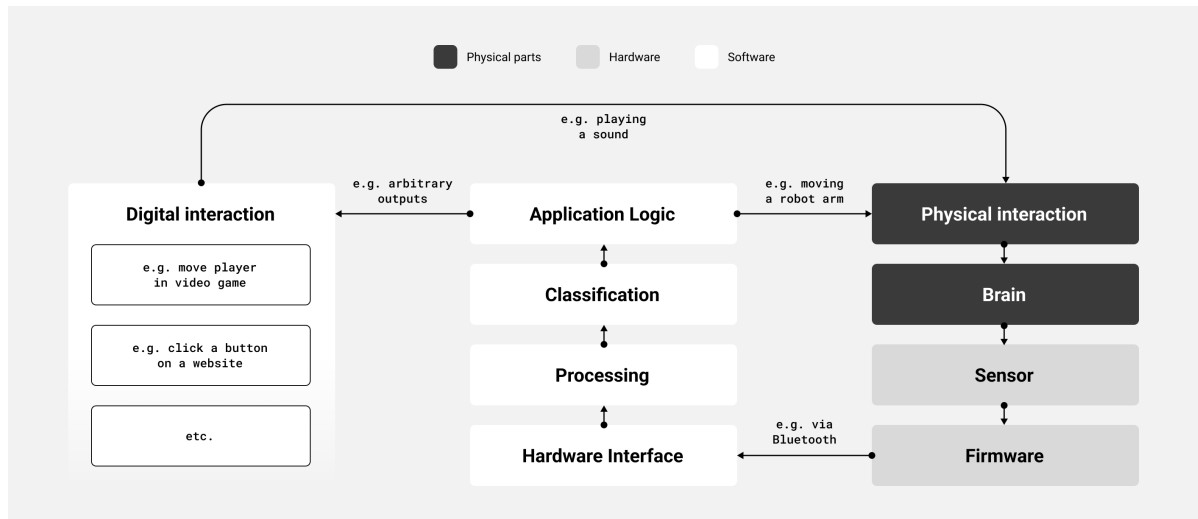 Physical parts
Hardware
Software
e.g. playing
a sound
e.g. arbitrary
outputs
e.g. moving
a robot arm
Digital interaction
Application Logic
Physical interaction
e.g. move player
in video game
Classification
Brain
e.g. click a button
on a website
Processing
Sensor
e.g. via
Bluetooth
etc.
Hardware Interface
Firmware